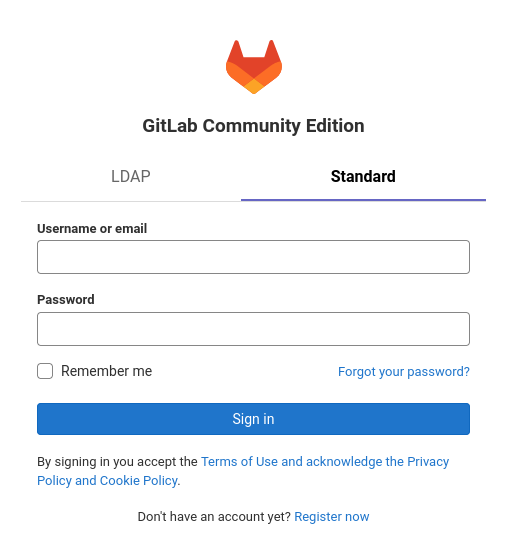 GitLab Community Edition
LDAP
Standard
Username or email
Password
Remember me
Forgot your password?
Sign in
By signing in you accept the Terms of Use and acknowledge the Privacy
Policy and Cookie Policy.
Don't have an account yet? Register now